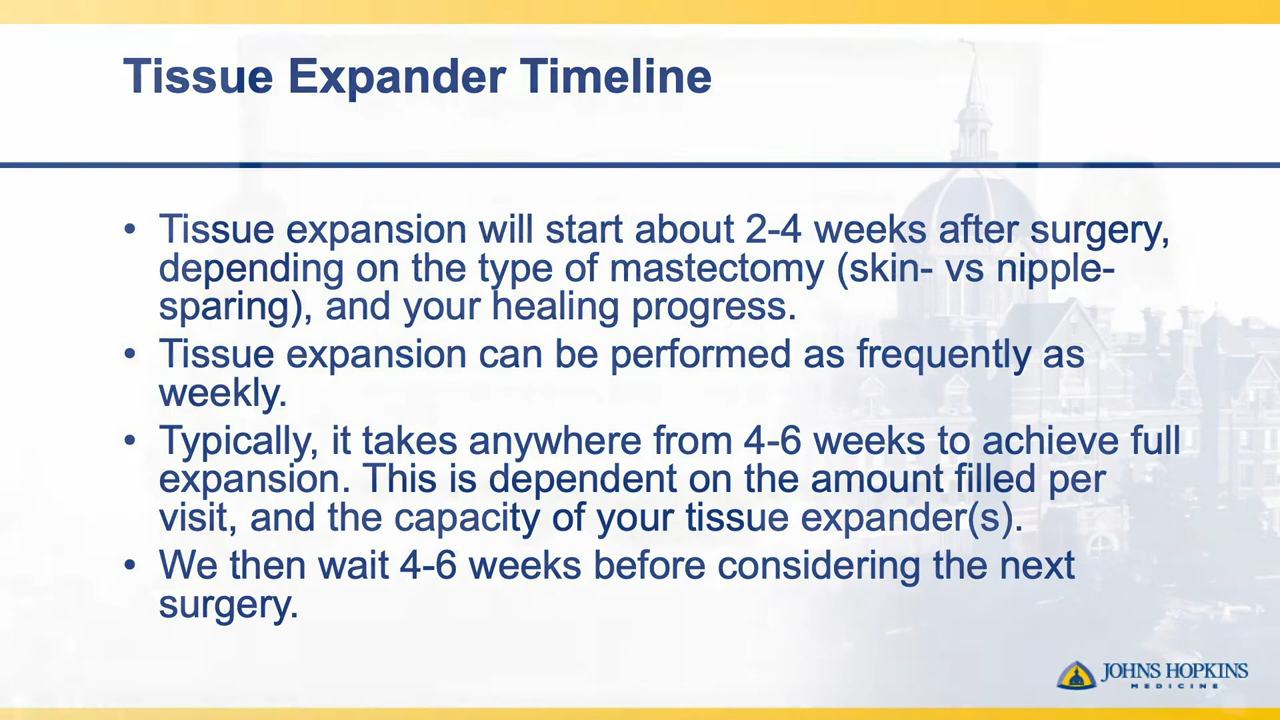 Tissue Expander Timeline
• Tissue expansion will start about 2-4 weeks after surgery,
depending on the type of mastectomy (skin- vs nipple-
sparing), and your healing progress.
• Tissue expansion can be performed as frequently as
weekly.
• Typically, it takes anywhere from 4-6 weeks to achieve full
expansion. This is dependent on the amount filled per
visit, and the capacity of your tissue expander(s).
• We then wait 4-6 weeks before considering the next
surgery.
JOHNS HOPKINS
MEDICINE